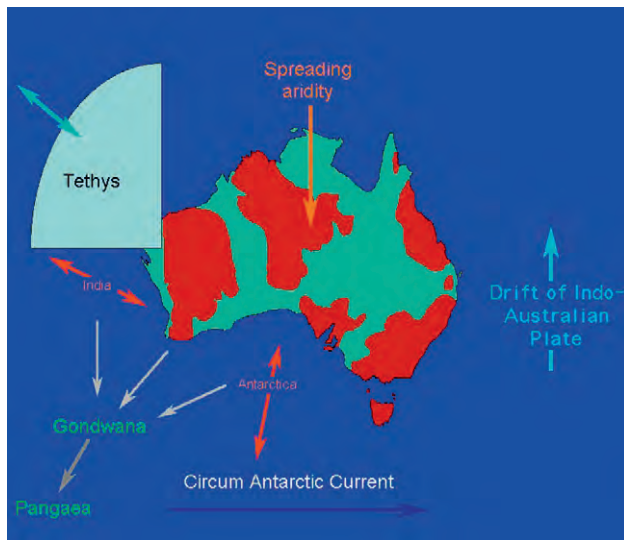 Spreading
aridity
Tethys
India
Drift of Indo-
Australian
Plate
Antarctica
Gondwana
Circum Antarctic Current
Pangaea